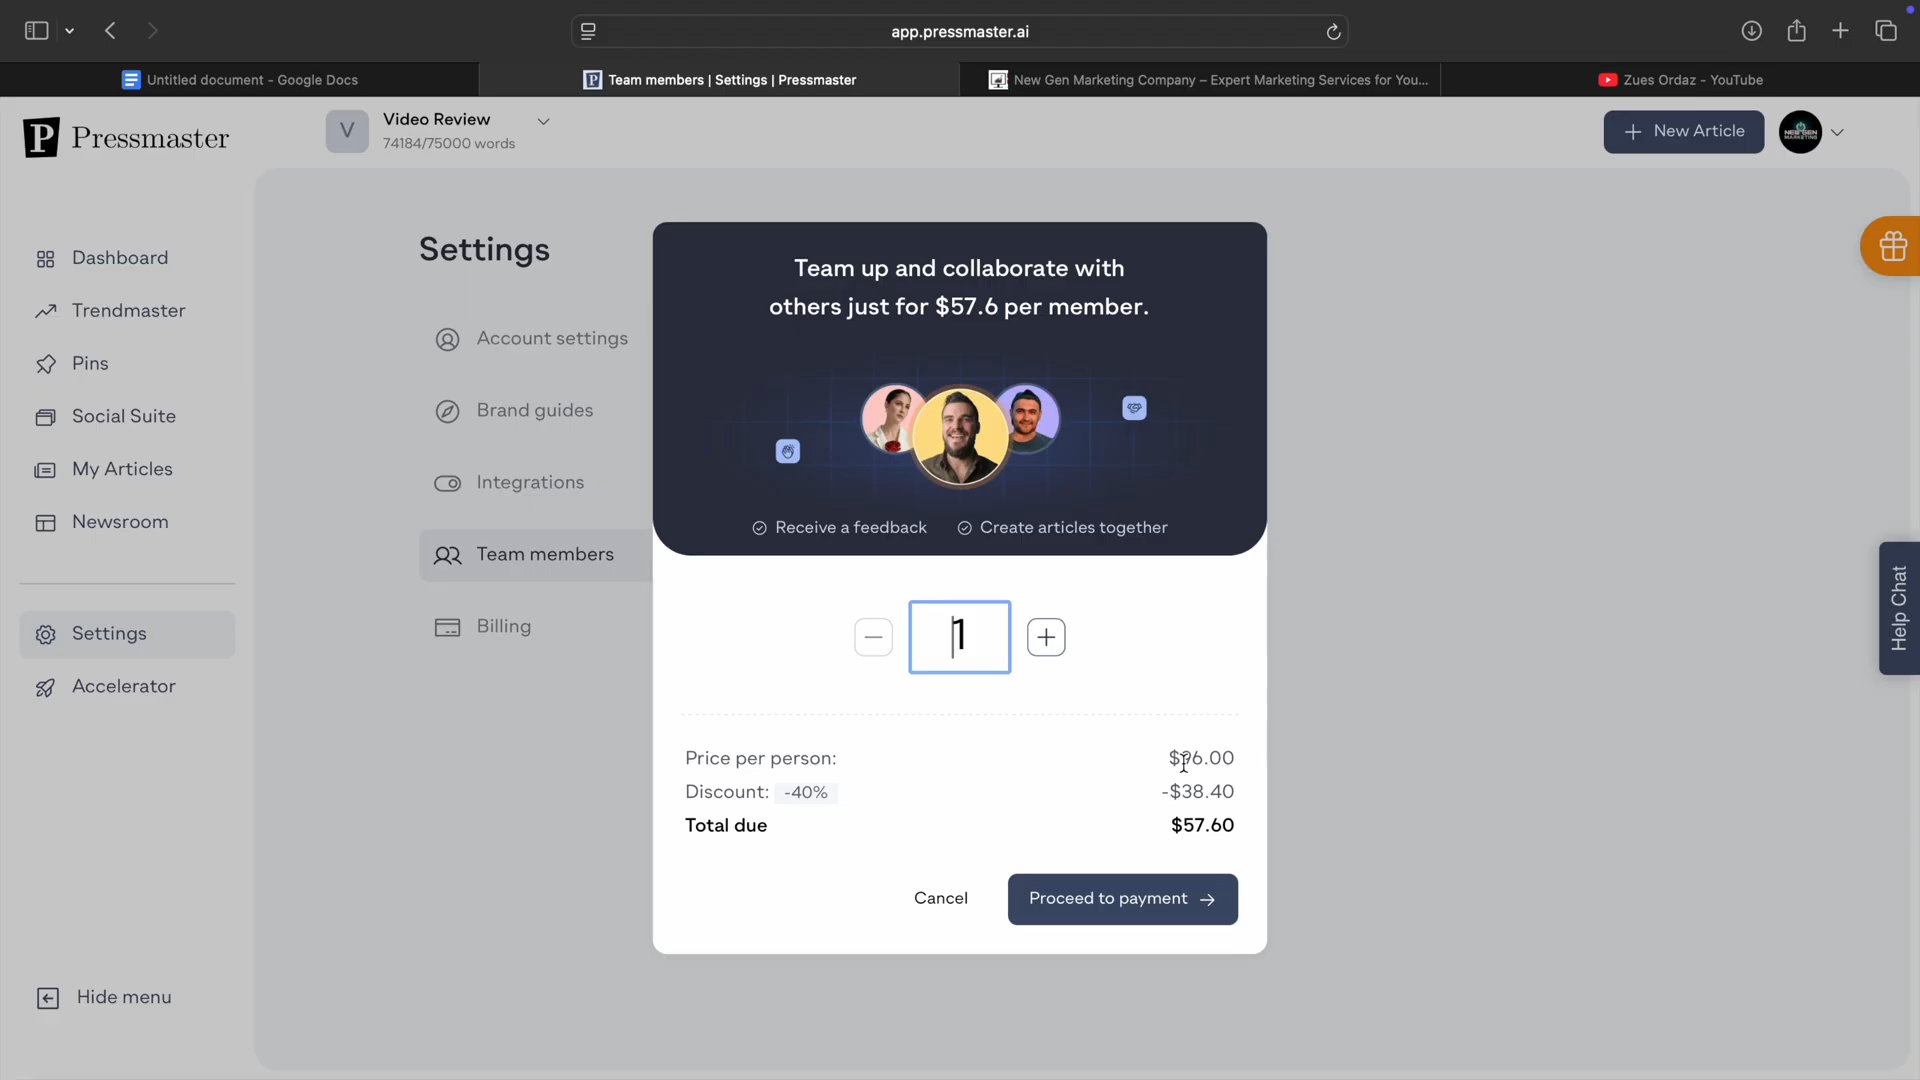 app.pressmaster.ai
Untitled document - Google Docs
Team members | Settings | Pressmaster
New Gen Marketing Company – Expert Marketing Services for You...
Zues Ordaz - YouTube
P Pressmaster
V
Video Review
74184/75000 words
New Article
Dashboard
Trendmaster
Pins
Social Suite
My Articles
Newsroom
Settings
Accelerator
Hide menu
Settings
Account settings
Brand guides
Integrations
Team members
Billing
Team up and collaborate with
others just for $57.6 per member.
Receive a feedback
Create articles together
1
Price per person: $96.00
Discount: -40% -$38.40
Total due $57.60
Cancel
Proceed to payment →
Help Chat